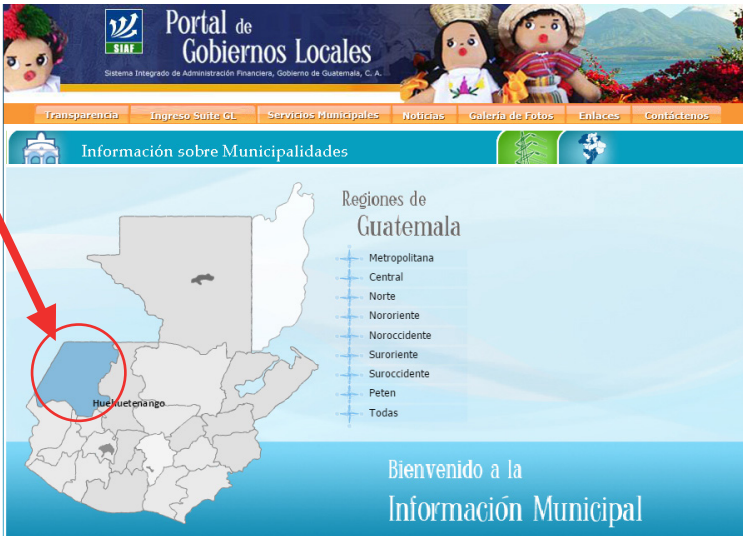 SIAF
Portal de
Gobiernos Locales
Sistema Integrado de Administración Financiera, Gobierno de Guatemala, C. A.
Transparencia
Ingreso Suite GL
Servicios Municipales
Noticias
Galeria de Fotos
Enlaces
Contáctenos
Información sobre Municipalidades
Regiones de
Guatemala
Metropolitana
Central
Norte
Nororiente
Noroccidente
Suroriente
Suroccidente
Peten
Todas
Huehuetenango
Bienvenido a la
Información Municipal